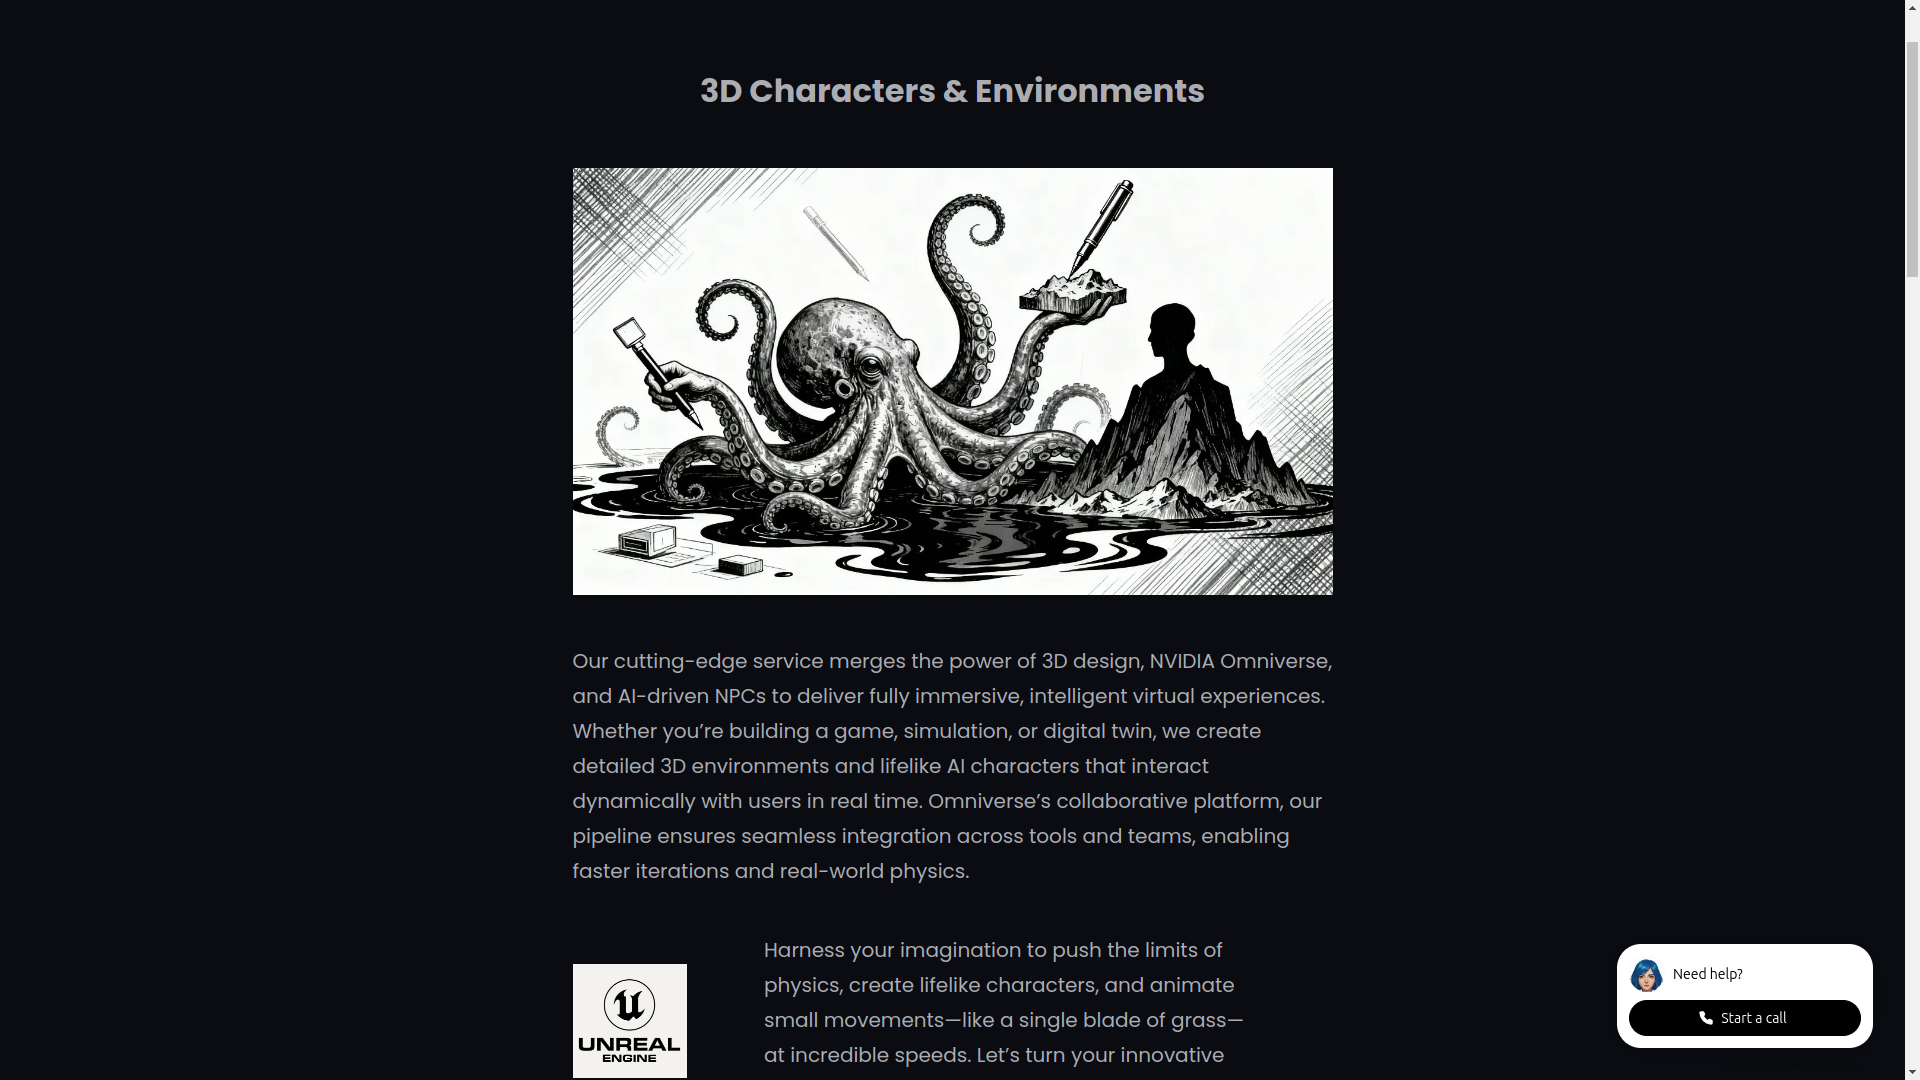 3D Characters & Environments
Our cutting-edge service merges the power of 3D design, NVIDIA Omniverse,
and AI-driven NPCs to deliver fully immersive, intelligent virtual experiences.
Whether you’re building a game, simulation, or digital twin, we create
detailed 3D environments and lifelike AI characters that interact
dynamically with users in real time. Omniverse’s collaborative platform, our
pipeline ensures seamless integration across tools and teams, enabling
faster iterations and real-world physics.
UNREAL
ENGINE
Harness your imagination to push the limits of
physics, create lifelike characters, and animate
small movements—like a single blade of grass—
at incredible speeds. Let’s turn your innovative
Need help?
Start a call